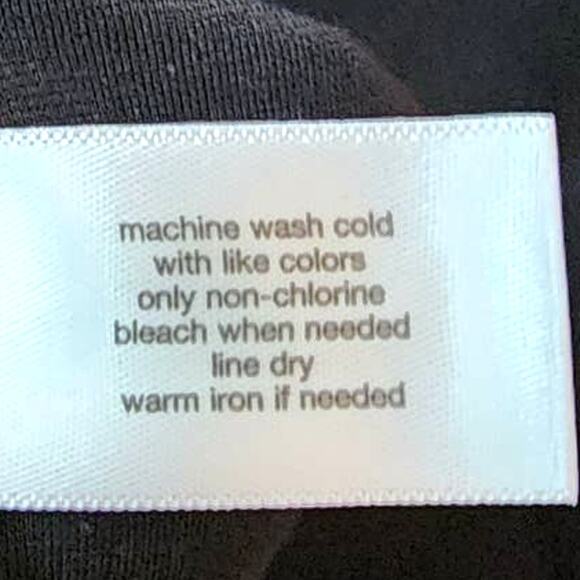 machine wash cold
with like colors
only non-chlorine
bleach when needed
line dry
warm iron if needed